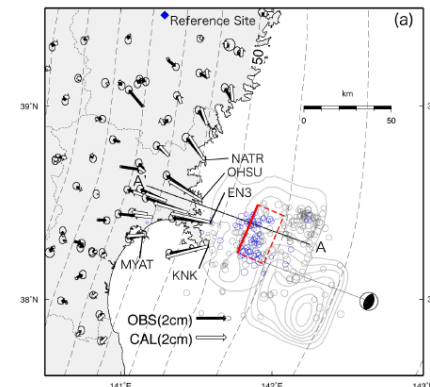 Reference Site
(a)
50
km
0
50
39°N
NATR
OHSU
EN3
A
A
MYAT
KNK
38°N
OBS(2cm)
CAL(2cm)
141°E
142°E